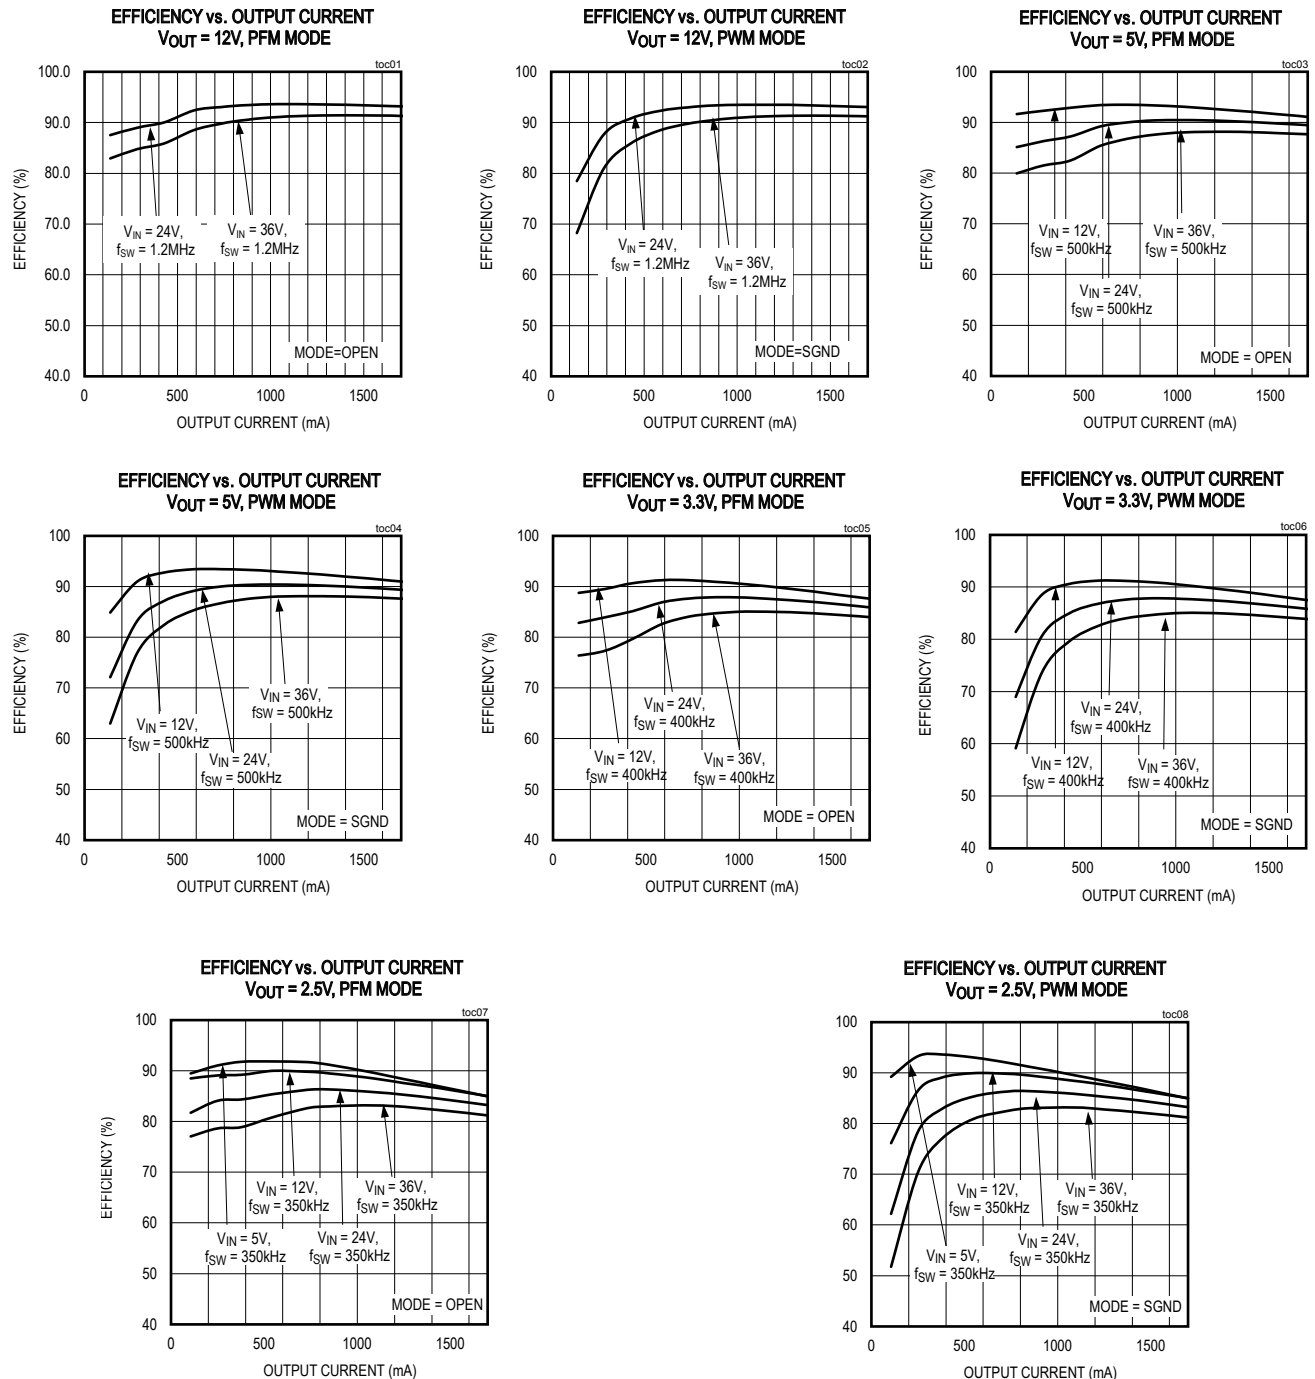 EFFICIENCY vs. OUTPUT CURRENT
VOUT = 12V, PFM MODE
toc01
100.0
90.0
80.0
70.0
60.0
50.0
40.0
EFFICIENCY (%)
VIN = 24V,
fSW = 1.2MHz
VIN = 36V,
fSW = 1.2MHz
MODE=OPEN
0 500 1000 1500
OUTPUT CURRENT (mA)
EFFICIENCY vs. OUTPUT CURRENT
VOUT = 12V, PWM MODE
toc02
100
90
80
70
60
50
40
EFFICIENCY (%)
VIN = 24V,
fSW = 1.2MHz
VIN = 36V,
fSW = 1.2MHz
MODE=SGND
0 500 1000 1500
OUTPUT CURRENT (mA)
EFFICIENCY vs. OUTPUT CURRENT
VOUT = 5V, PFM MODE
toc03
100
90
80
70
60
50
40
EFFICIENCY (%)
VIN = 12V,
fSW = 500kHz
VIN = 36V,
fSW = 500kHz
VIN = 24V,
fSW = 500kHz
MODE = OPEN
0 500 1000 1500
OUTPUT CURRENT (mA)
EFFICIENCY vs. OUTPUT CURRENT
VOUT = 5V, PWM MODE
toc04
100
90
80
70
60
50
40
EFFICIENCY (%)
VIN = 36V,
fSW = 500kHz
VIN = 12V,
fSW = 500kHz
VIN = 24V,
fSW = 500kHz
MODE = SGND
0 500 1000 1500
OUTPUT CURRENT (mA)
EFFICIENCY vs. OUTPUT CURRENT
VOUT = 3.3V, PFM MODE
toc05
100
90
80
70
60
50
40
EFFICIENCY (%)
VIN = 24V,
fSW = 400kHz
VIN = 12V,
fSW = 400kHz
VIN = 36V,
fSW = 400kHz
MODE = OPEN
0 500 1000 1500
OUTPUT CURRENT (mA)
EFFICIENCY vs. OUTPUT CURRENT
VOUT = 3.3V, PWM MODE
toc06
100
90
80
70
60
50
40
EFFICIENCY (%)
VIN = 24V,
fSW = 400kHz
VIN = 12V,
fSW = 400kHz
VIN = 36V,
fSW = 400kHz
MODE = SGND
0 500 1000 1500
OUTPUT CURRENT (mA)
EFFICIENCY vs. OUTPUT CURRENT
VOUT = 2.5V, PFM MODE
toc07
100
90
80
70
60
50
40
EFFICIENCY (%)
VIN = 12V,
fSW = 350kHz
VIN = 36V,
fSW = 350kHz
VIN = 5V,
fSW = 350kHz
VIN = 24V,
fSW = 350kHz
MODE = OPEN
0 500 1000 1500
OUTPUT CURRENT (mA)
EFFICIENCY vs. OUTPUT CURRENT
VOUT = 2.5V, PWM MODE
toc08
100
90
80
70
60
50
40
EFFICIENCY (%)
VIN = 12V,
fSW = 350kHz
VIN = 36V,
fSW = 350kHz
VIN = 5V,
fSW = 350kHz
VIN = 24V,
fSW = 350kHz
MODE = SGND
0 500 1000 1500
OUTPUT CURRENT (mA)